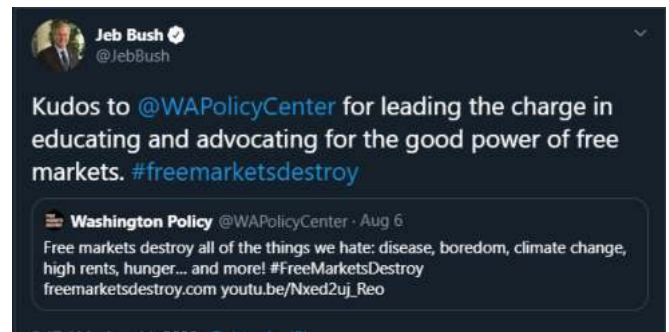 Jeb Bush
@JebBush
Kudos to @WAPolicyCenter for leading the charge in
educating and advocating for the good power of free
markets. #freemarketsdestroy
Washington Policy @WAPolicyCenter · Aug 6
Free markets destroy all of the things we hate: disease, boredom, climate change,
high rents, hunger... and more! #FreeMarketsDestroy
freemarketsdestroy.com youtu.be/Nxed2uj_Reo